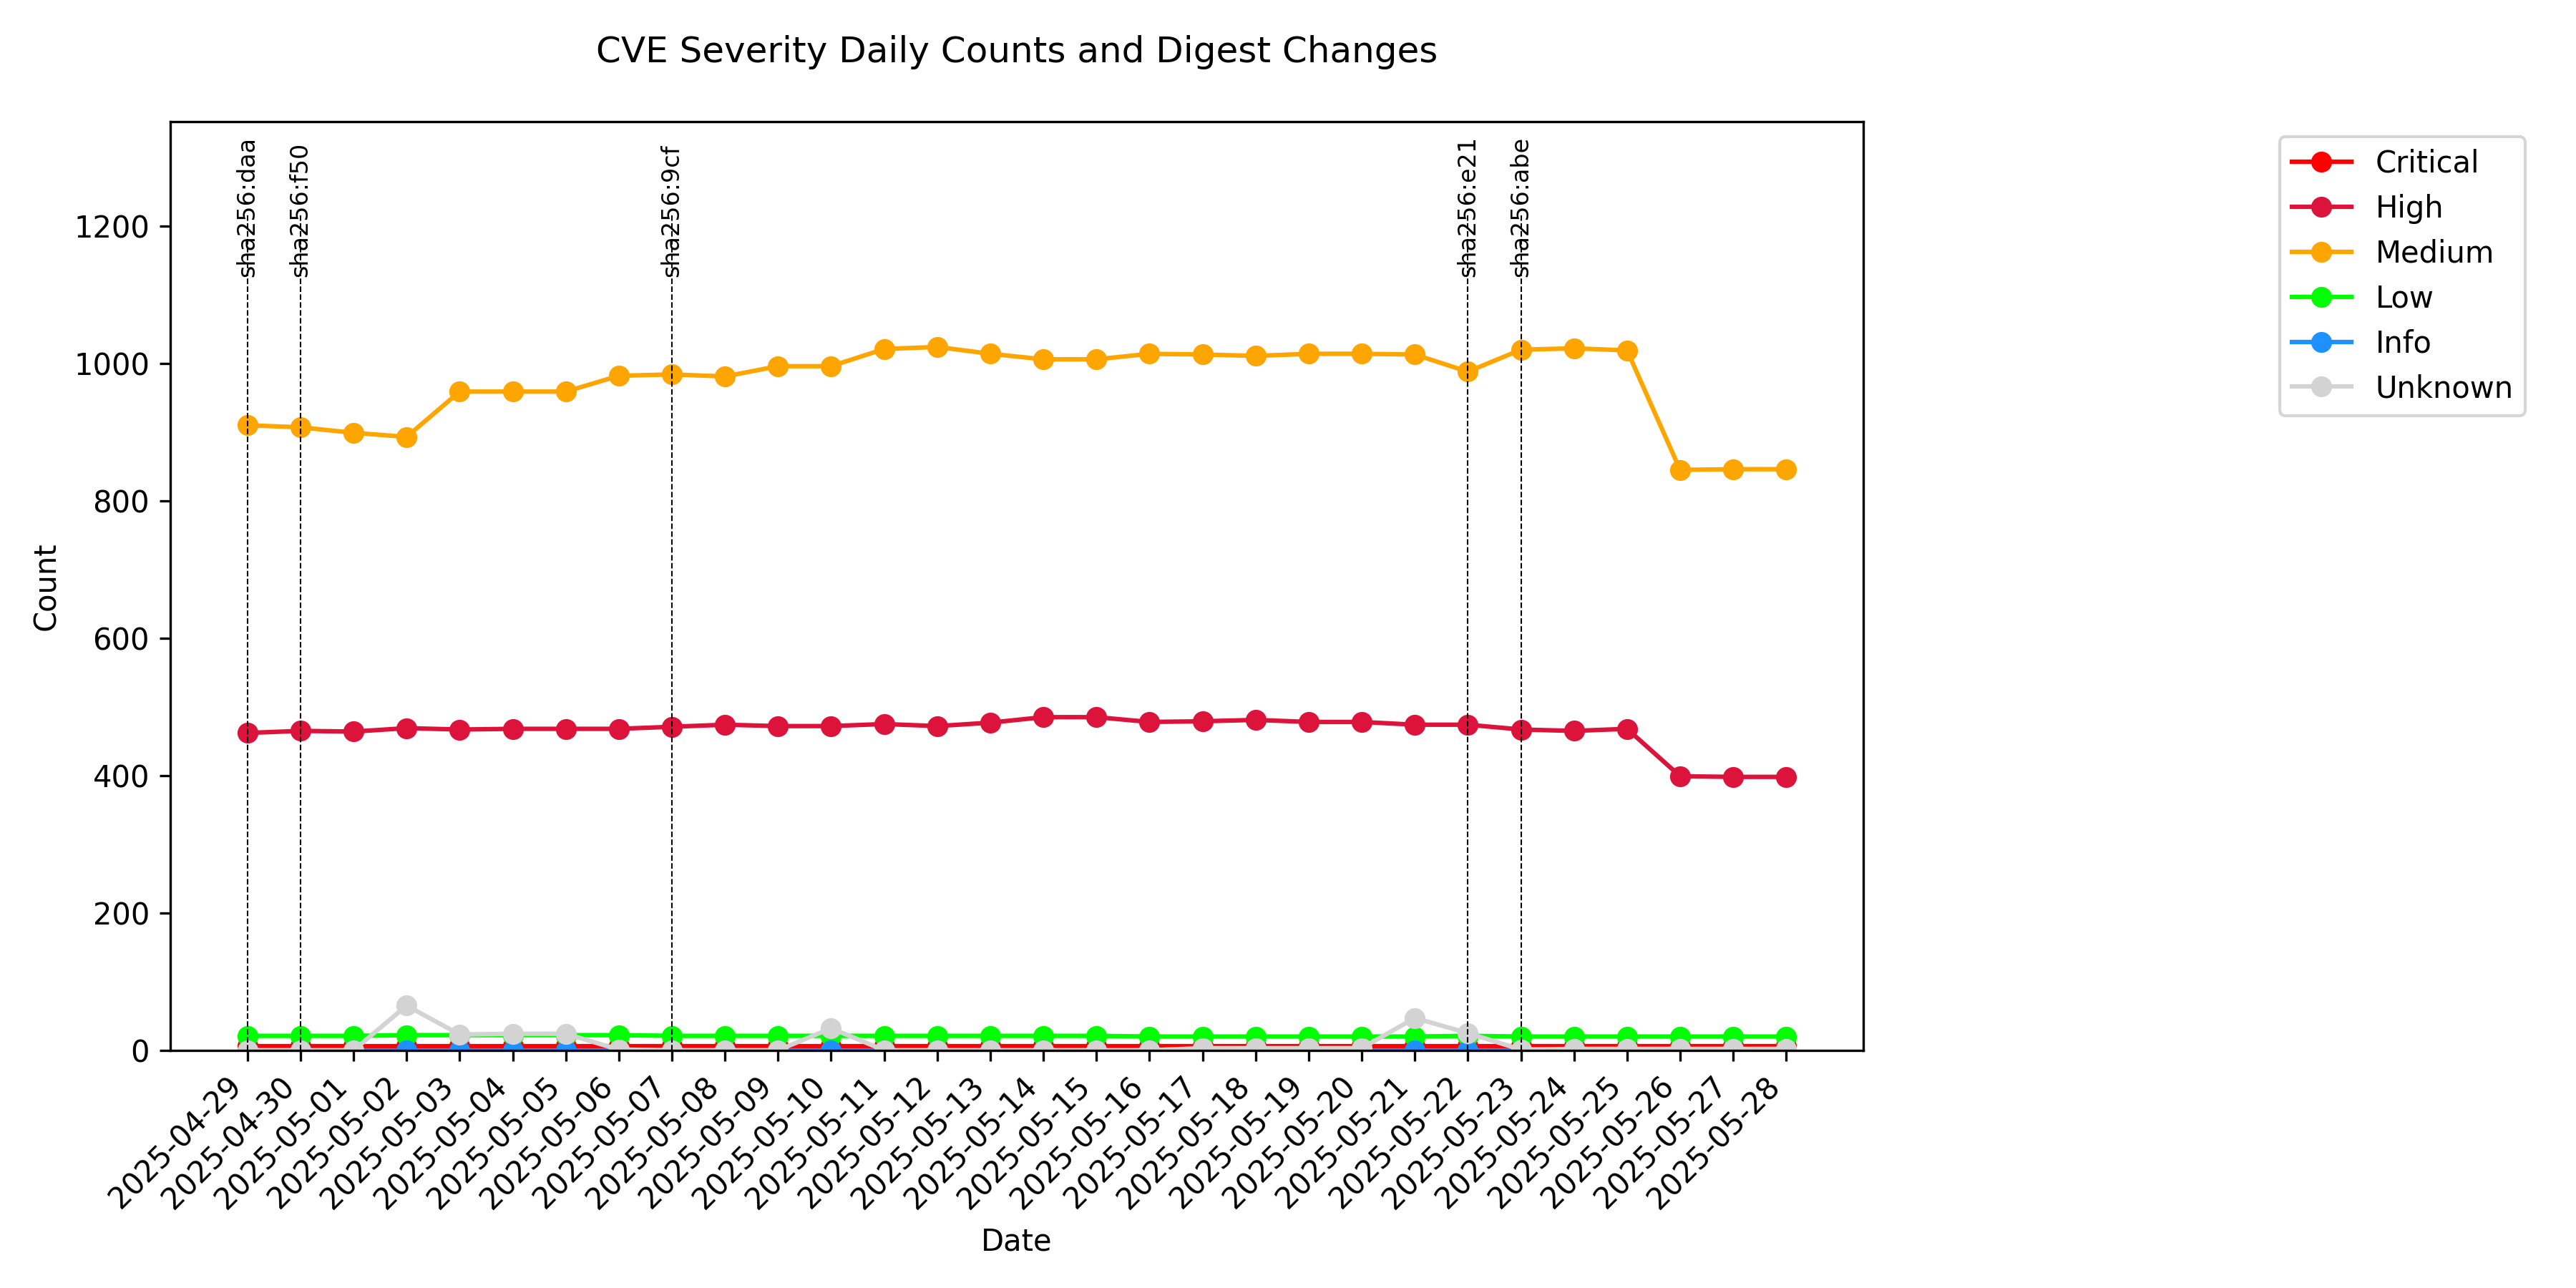 CVE Severity Daily Counts and Digest Changes
sha256:daa
sha256:f50
sha256:9cf
sha256:e21
sha256:abe
Critical
High
Medium
Low
Info
Unknown
1200
1000
800
600
400
200
0
Count
2025-04-29
2025-04-30
2025-05-01
2025-05-02
2025-05-03
2025-05-04
2025-05-05
2025-05-06
2025-05-07
2025-05-08
2025-05-09
2025-05-10
2025-05-11
2025-05-12
2025-05-13
2025-05-14
2025-05-15
2025-05-16
2025-05-17
2025-05-18
2025-05-19
2025-05-20
2025-05-21
2025-05-22
2025-05-23
2025-05-24
2025-05-25
2025-05-26
2025-05-27
2025-05-28
Date